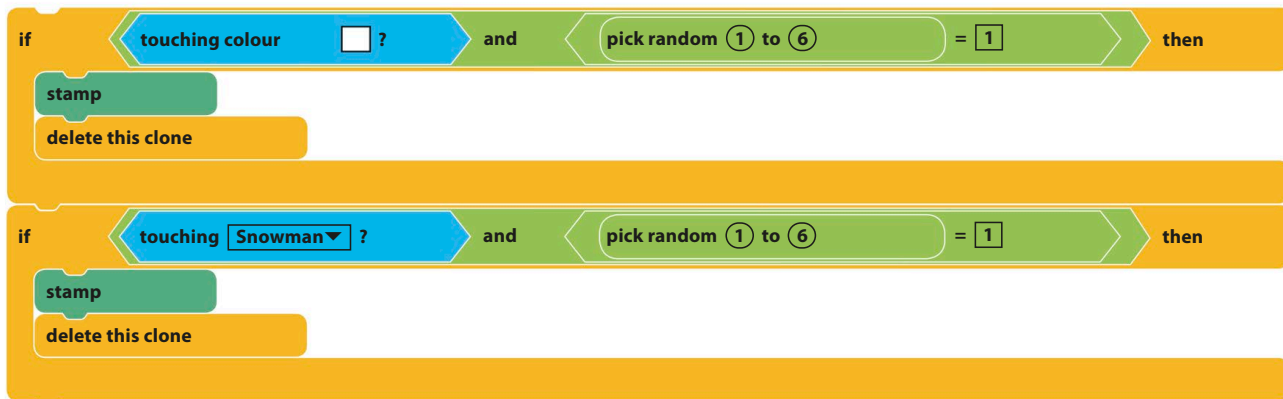 if touching colour ? and pick random 1 to 6 = 1 then
stamp
delete this clone
if touching Snowman ? and pick random 1 to 6 = 1 then
stamp
delete this clone